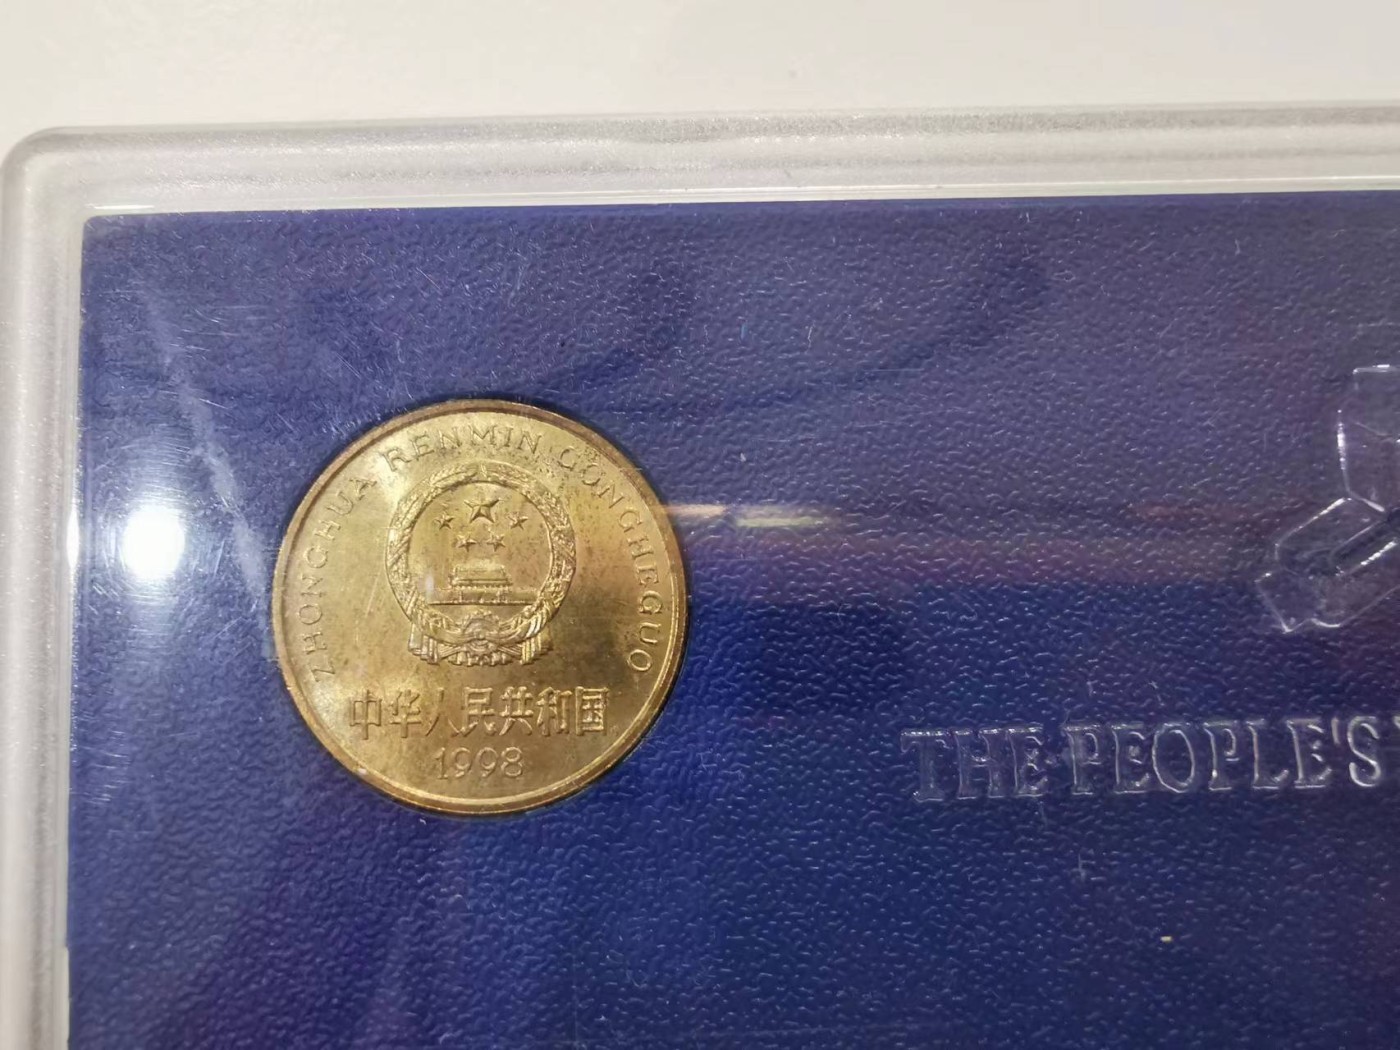 ZHONGHUA RENMIN GONGHEGUO
中华人民共和国
1998
THE PEOPLE'S